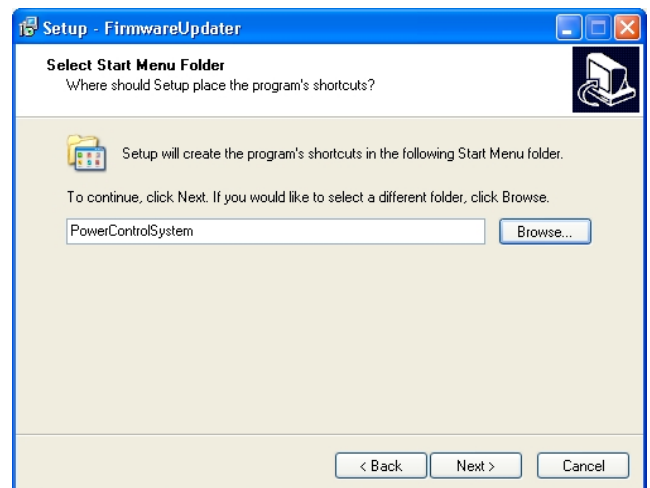 Setup - FirmwareUpdater
Select Start Menu Folder
Where should Setup place the program's shortcuts?
Setup will create the program's shortcuts in the following Start Menu folder.
To continue, click Next. If you would like to select a different folder, click Browse.
PowerControlSystem
Browse...
< Back
Next >
Cancel